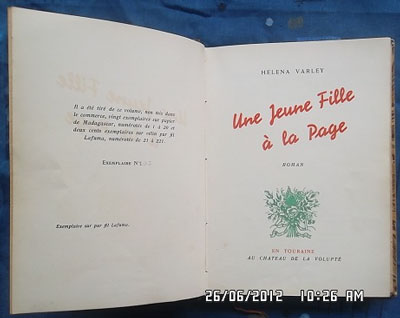 Il a été tiré de ce volume, non mis dans
le commerce, vingt exemplaires sur papier
de Madagascar, numérotés de 1 à 20 et
deux cents exemplaires sur vélin pur fil
Lafuma, numérotés de 21 à 221.
EXEMPLAIRE N°
Exemplaire sur pur fil Lafuma.
HÉLÉNA VARLEY
Une Jeune Fille
à la Page
ROMAN
EN TOURAINE
AU CHATEAU DE LA VOLUPTÉ
26/06/2012 10:26 AM